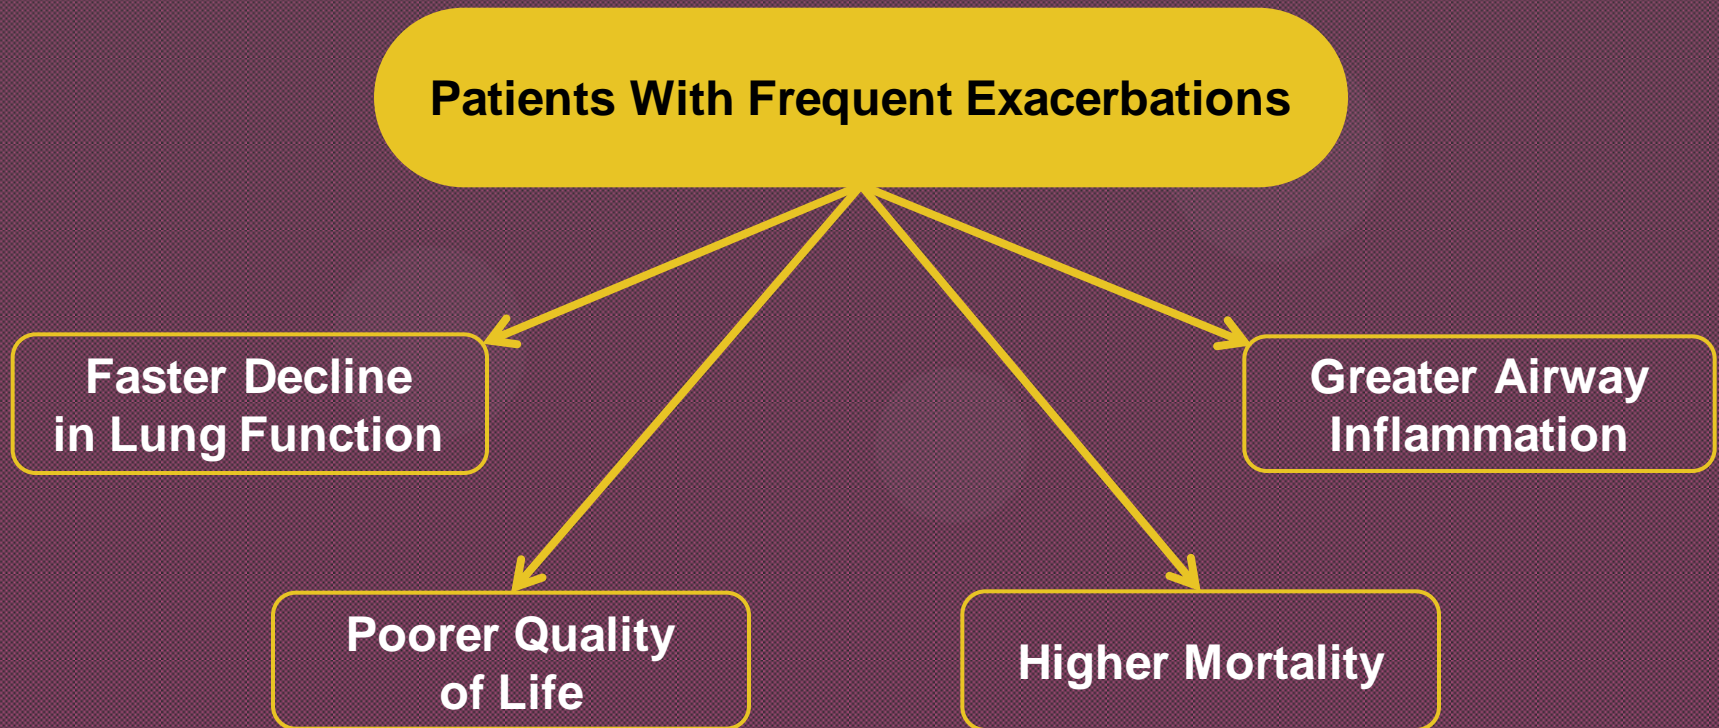 Patients With Frequent Exacerbations
Faster Decline
in Lung Function
Greater Airway
Inflammation
Poorer Quality
of Life
Higher Mortality